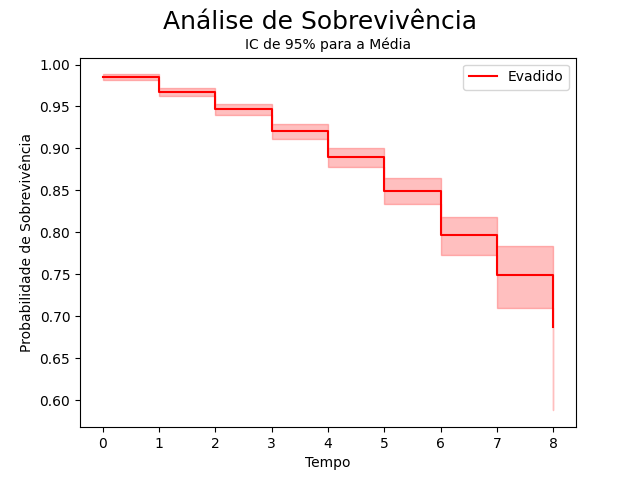 Análise de Sobrevivência
IC de 95% para a Média
Evadido
Probabilidade de Sobrevivência
1.00
0.95
0.90
0.85
0.80
0.75
0.70
0.65
0.60
0 1 2 3 4 5 6 7 8
Tempo